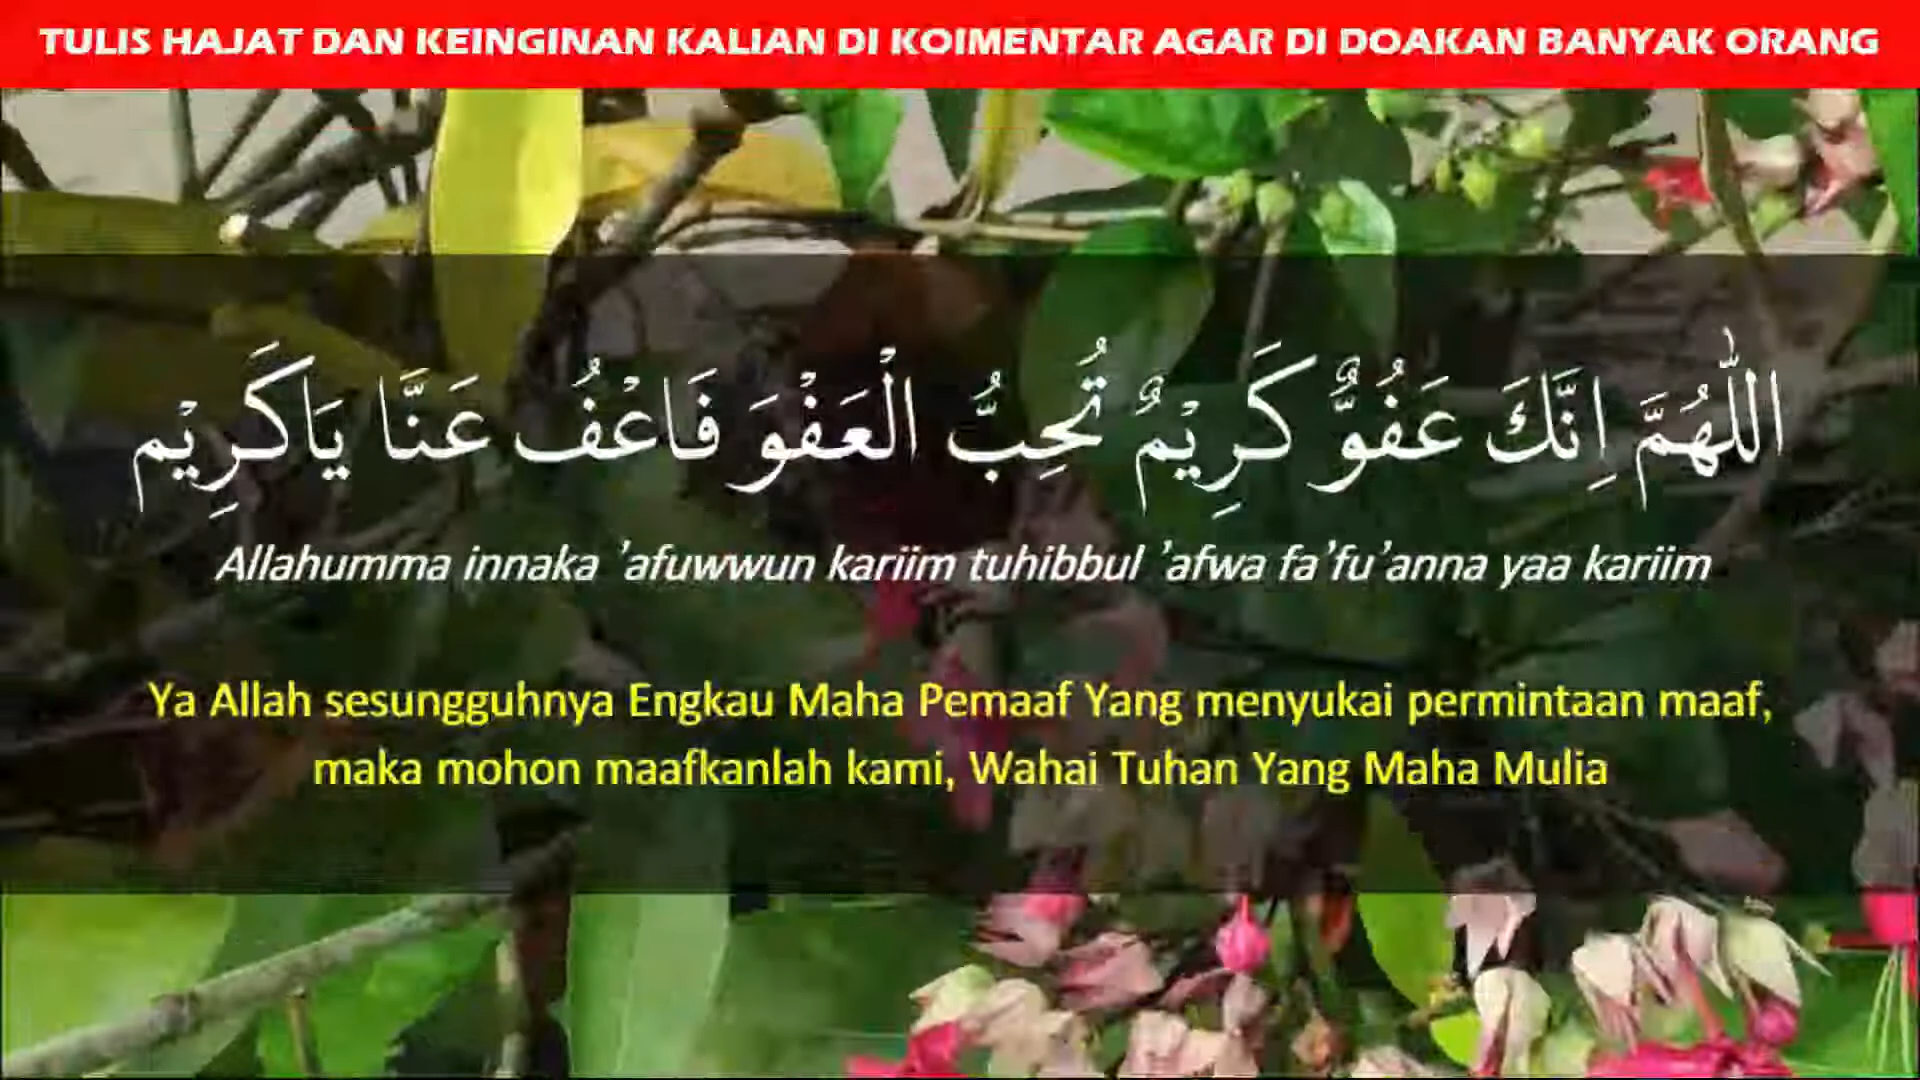 TULIS HAJAT DAN KEINGINAN KALIAN DI KOIMENTAR AGAR DI DOAKAN BANYAK ORANG
اللّٰهُمَّ اِنَّكَ عَفُوٌّ كَرِيْمٌ تُحِبُّ الْعَفْوَ فَاعْفُ عَنَّا يَاكَرِيْم
Allahumma innaka ’afuwwun kariim tuhibbul ’afwa fa’fu’anna yaa kariim
Ya Allah sesungguhnya Engkau Maha Pemaaf Yang menyukai permintaan maaf,
maka mohon maafkanlah kami, Wahai Tuhan Yang Maha Mulia